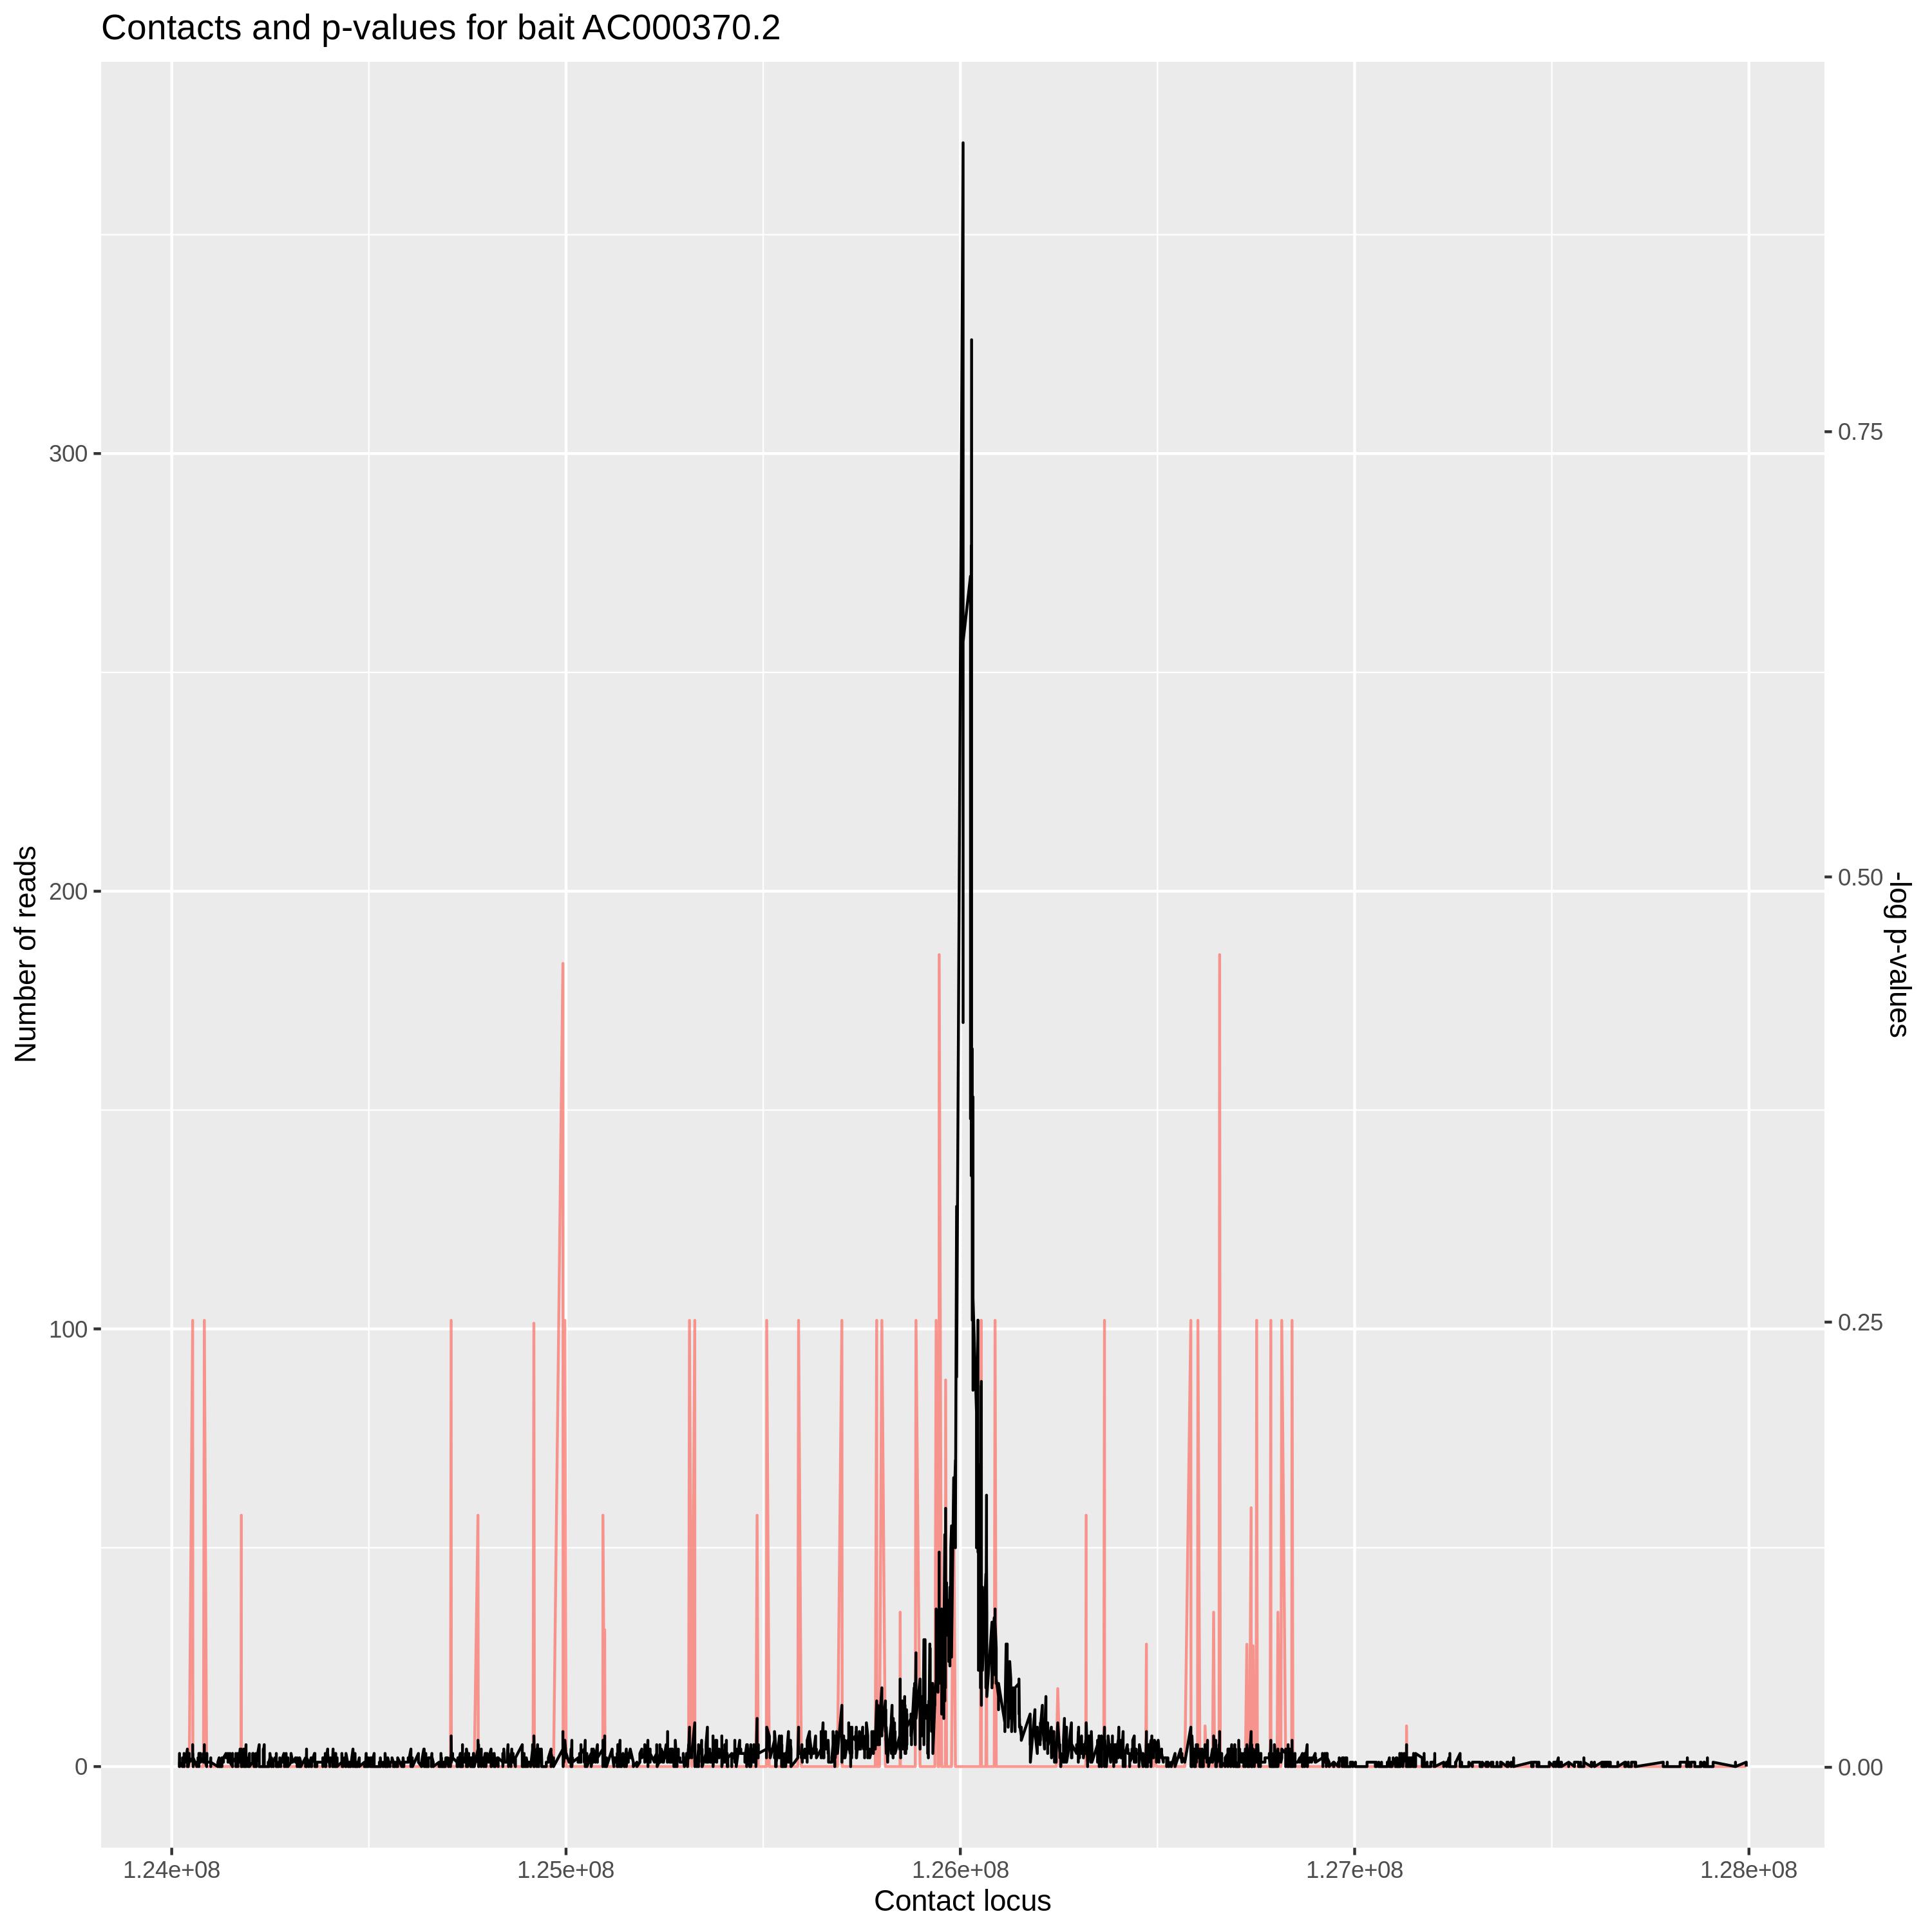 Contacts and p-values for bait AC000370.2
Number of reads
300
200
100
0
0.75
0.50
0.25
0.00
-log p-values
1.24e+08
1.25e+08
1.26e+08
1.27e+08
1.28e+08
Contact locus